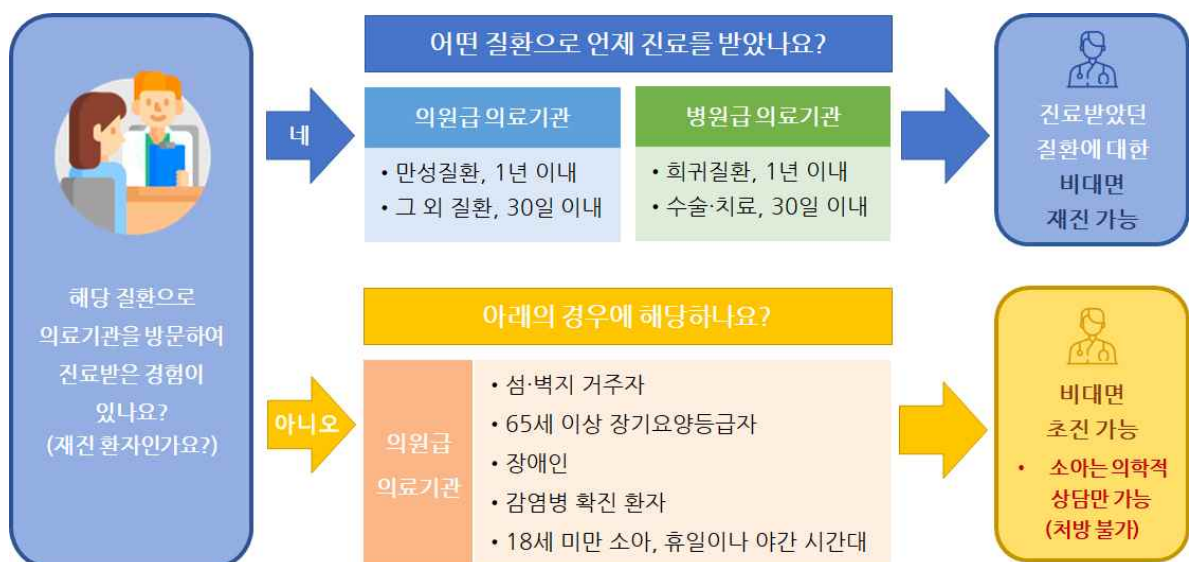 해당 질환으로
의료기관을 방문하여
진료받은 경험이
있나요?
(재진 환자인가요?)
네
어떤 질환으로 언제 진료를 받았나요?
의원급 의료기관
• 만성질환, 1년 이내
• 그 외 질환, 30일 이내
병원급 의료기관
• 희귀질환, 1년 이내
• 수술·치료, 30일 이내
진료받았던
질환에 대한
비대면
재진 가능
아니오
아래의 경우에 해당하나요?
의원급
의료기관
• 섬·벽지 거주자
• 65세 이상 장기요양등급자
• 장애인
• 감염병 확진 환자
• 18세 미만 소아, 휴일이나 야간 시간대
비대면
초진 가능
• 소아는 의학적
상담만 가능
(처방 불가)